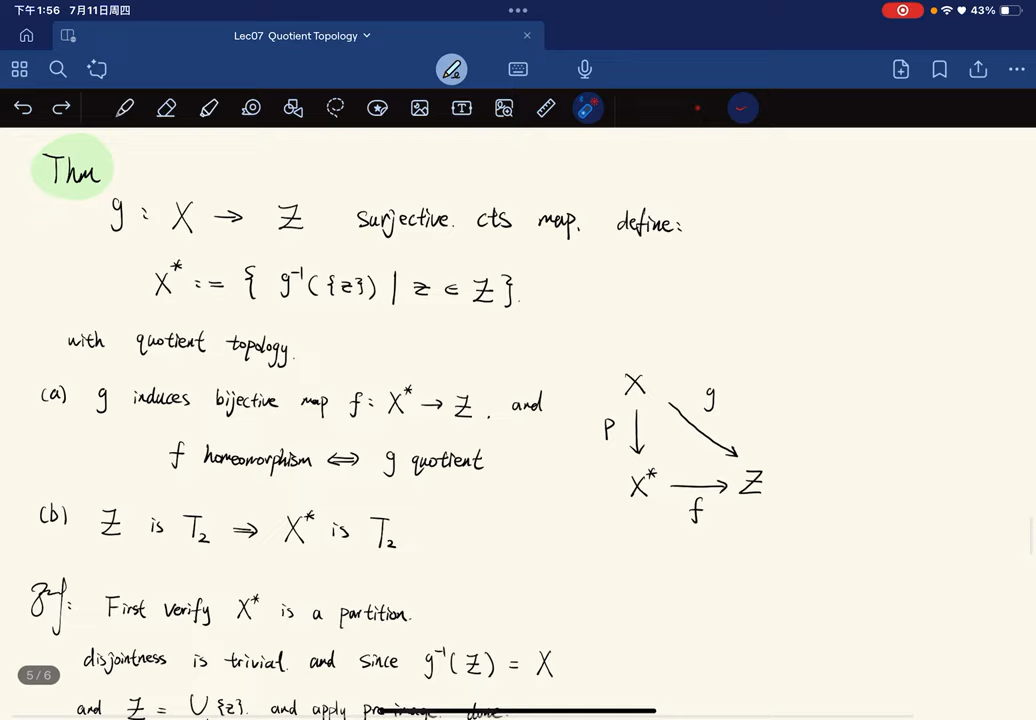 下午1:56 7月11日周四
43%
Lec07 Quotient Topology
Thm
g : X → Z surjective cts map. define:
X* := { g⁻¹({z}) | z ∈ Z }.
with quotient topology.
(a) g induces bijective map f : X* → Z , and
f homeomorphism ⟺ g quotient
X
g
P
X* → Z
f
(b) Z is T₂ ⇒ X* is T₂
First verify X* is a partition.
disjointness is trivial. and since g⁻¹(Z) = X
and Z = ∪ {z}. and apply preimage. done.
5 / 6